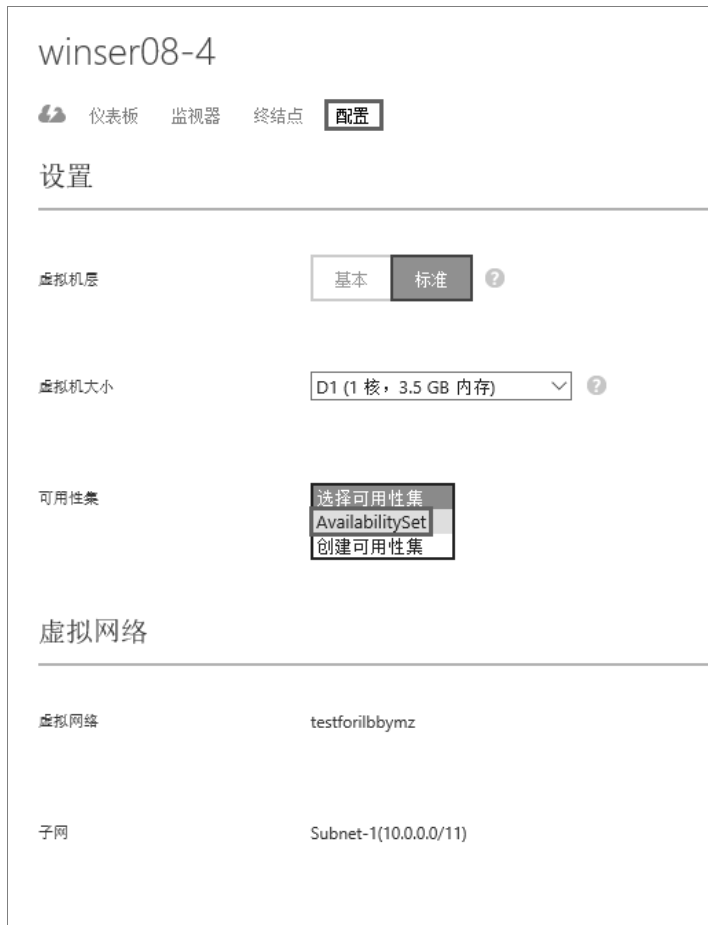 winser08-4
仪表板 监视器 终结点 配置
设置
虚拟机层 基本 标准 ?
虚拟机大小 D1 (1 核，3.5 GB 内存) ?
可用性集 选择可用性集
AvailabilitySet
创建可用性集
虚拟网络
虚拟网络 testforilbbymz
子网 Subnet-1(10.0.0.0/11)